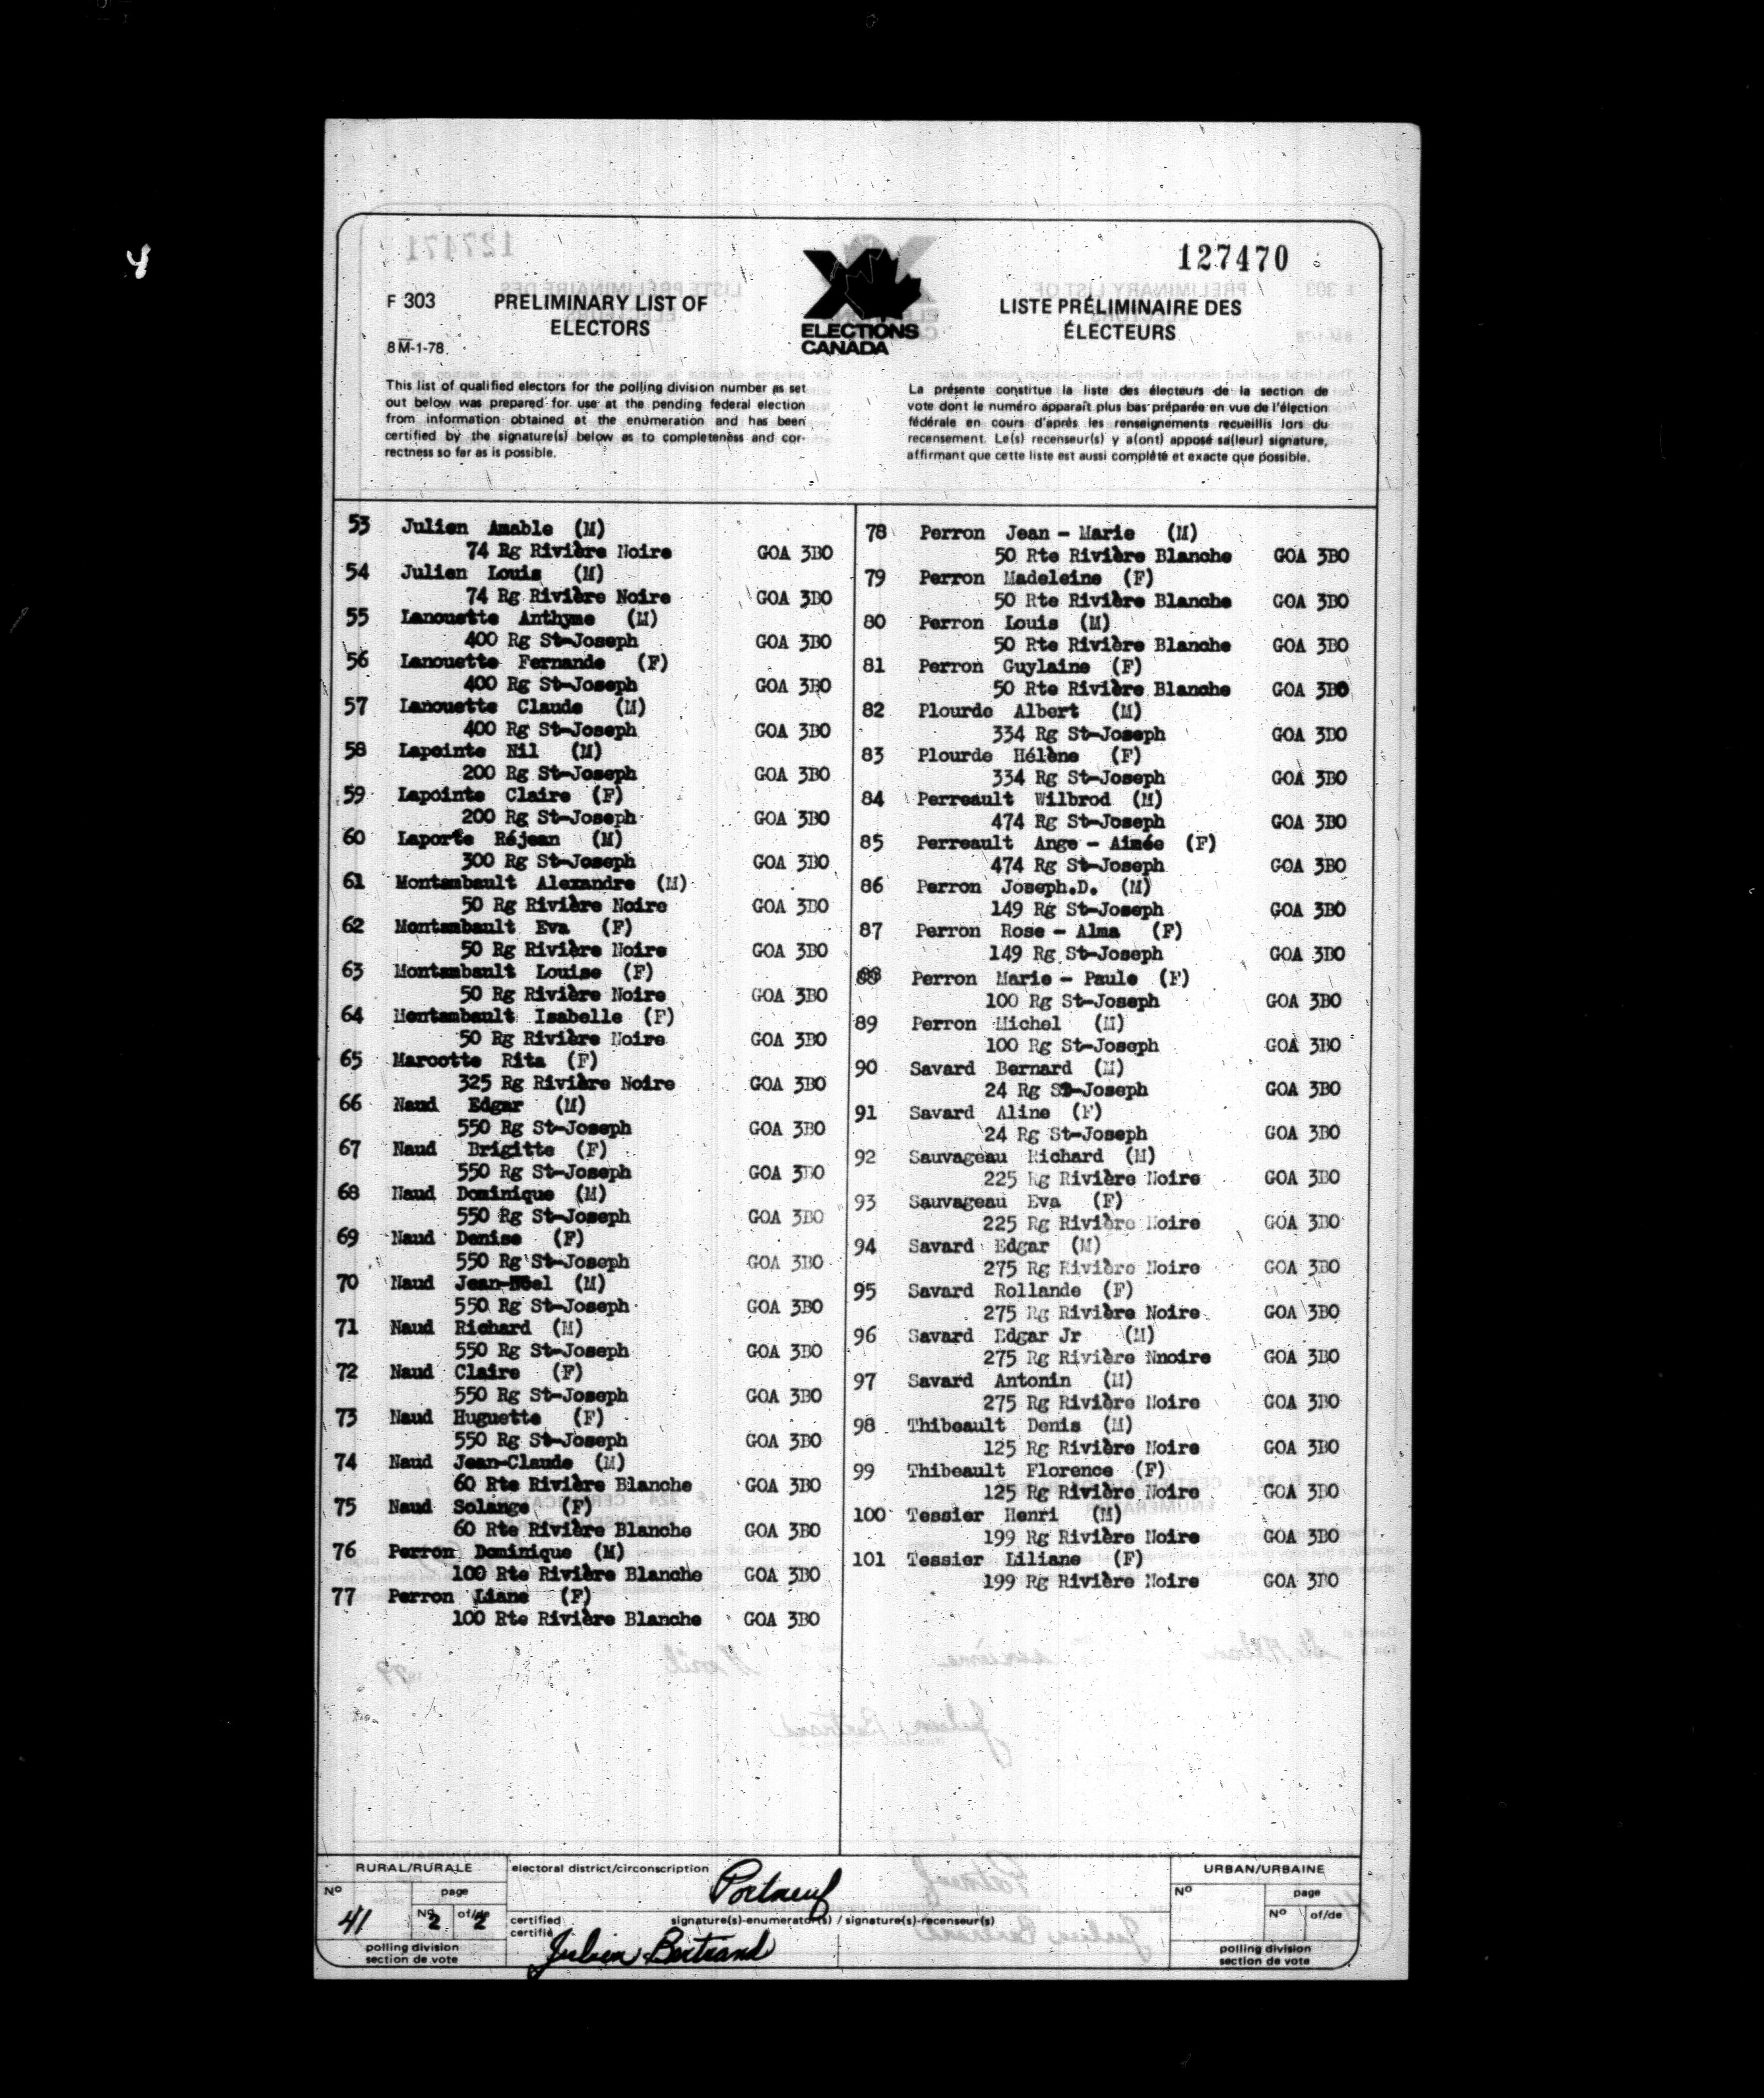 4
127470
F 303
PRELIMINARY LIST OF
ELECTORS
8 M-1-78
ELECTIONS
CANADA
LISTE PRÉLIMINAIRE DES
ÉLECTEURS
This list of qualified electors for the polling division number as set
out below was prepared for use at the pending federal election
from information obtained at the enumeration and has been
certified by the signature(s) below as to completeness and cor-
rectness so far as is possible.
La présente constitue la liste des électeurs de la section de
vote dont le numéro apparaît plus bas préparée en vue de l'élection
fédérale en cours d'après les renseignements recueillis lors du
recensement. Le(s) recenseur(s) y a(ont) apposé sa(leur) signature,
affirmant que cette liste est aussi complété et exacte que possible.
53 Julien Amable (M)
74 Rg Rivière Noire GOA 3BO
54 Julien Louis (M)
74 Rg Rivière Noire GOA 3BO
55 Lanouette Anthyme (M)
400 Rg St-Joseph GOA 3BO
56 Lanouette Fernande (F)
400 Rg St-Joseph GOA 3BO
57 Lanouette Claude (M)
400 Rg St-Joseph GOA 3BO
58 Lapointe Nil (M)
200 Rg St-Joseph GOA 3BO
59 Lapointe Claire (F)
200 Rg St-Joseph GOA 3BO
60 Laporte Réjean (M)
300 Rg St-Joseph GOA 3BO
61 Montambault Alexandre (M)
50 Rg Rivière Noire GOA 3BO
62 Montambault Eva (F)
50 Rg Rivière Noire GOA 3BO
63 Montambault Louise (F)
50 Rg Rivière Noire GOA 3BO
64 Montambault Isabelle (F)
50 Rg Rivière Noire GOA 3BO
65 Marcotte Rita (F)
325 Rg Rivière Noire GOA 3BO
66 Naud Edgar (M)
550 Rg St-Joseph GOA 3BO
67 Naud Brigitte (F)
550 Rg St-Joseph GOA 3BO
68 Naud Dominique (M)
550 Rg St-Joseph GOA 3BO
69 Naud Denise (F)
550 Rg St-Joseph GOA 3BO
70 Naud Jean-Nöel (M)
550 Rg St-Joseph GOA 3BO
71 Naud Richard (M)
550 Rg St-Joseph GOA 3BO
72 Naud Claire (F)
550 Rg St-Joseph GOA 3BO
73 Naud Huguette (F)
550 Rg St-Joseph GOA 3BO
74 Naud Jean-Claude (M)
60 Rte Rivière Blanche GOA 3BO
75 Naud Solange (F)
60 Rte Rivière Blanche GOA 3BO
76 Perron Dominique (M)
100 Rte Rivière Blanche GOA 3BO
77 Perron Liane (F)
100 Rte Rivière Blanche GOA 3BO
78 Perron Jean - Marie (M)
50 Rte Rivière Blanche GOA 3BO
79 Perron Madeleine (F)
50 Rte Rivière Blanche GOA 3BO
80 Perron Louis (M)
50 Rte Rivière Blanche GOA 3BO
81 Perron Guylaine (F)
50 Rte Rivière Blanche GOA 3BO
82 Plourde Albert (M)
334 Rg St-Joseph GOA 3BO
83 Plourde Hélène (F)
334 Rg St-Joseph GOA 3BO
84 Perreault Wilbrod (M)
474 Rg St-Joseph GOA 3BO
85 Perreault Ange - Aimée (F)
474 Rg St-Joseph GOA 3BO
86 Perron Joseph.D. (M)
149 Rg St-Joseph GOA 3BO
87 Perron Rose - Alma (F)
149 Rg St-Joseph GOA 3BO
88 Perron Marie - Paule (F)
100 Rg St-Joseph GOA 3BO
89 Perron Michel (M)
100 Rg St-Joseph GOA 3BO
90 Savard Bernard (M)
24 Rg St-Joseph GOA 3BO
91 Savard Aline (F)
24 Rg St-Joseph GOA 3BO
92 Sauvageau Richard (M)
225 Rg Rivière Noire GOA 3BO
93 Sauvageau Eva (F)
225 Rg Rivière Noire GOA 3BO
94 Savard Edgar (M)
275 Rg Rivière Noire GOA 3BO
95 Savard Rollande (F)
275 Rg Rivière Noire GOA 3BO
96 Savard Edgar Jr (M)
275 Rg Rivière Nnoire GOA 3BO
97 Savard Antonin (M)
275 Rg Rivière Noire GOA 3BO
98 Thibeault Denis (M)
125 Rg Rivière Noire GOA 3BO
99 Thibeault Florence (F)
125 Rg Rivière Noire GOA 3BO
100 Tessier Henri (M)
199 Rg Rivière Noire GOA 3BO
101 Tessier Liliane (F)
199 Rg Rivière Noire GOA 3BO
RURAL/RURALE
Nº 41
page
Nº 2 of/de 2
polling division
section de vote
electoral district/circonscription Portneuf
certified
certifié
signature(s)-enumerator(s) / signature(s)-recenseur(s)
Julien Bertrand
URBAN/URBAINE
Nº
page
Nº of/de
polling division
section de vote